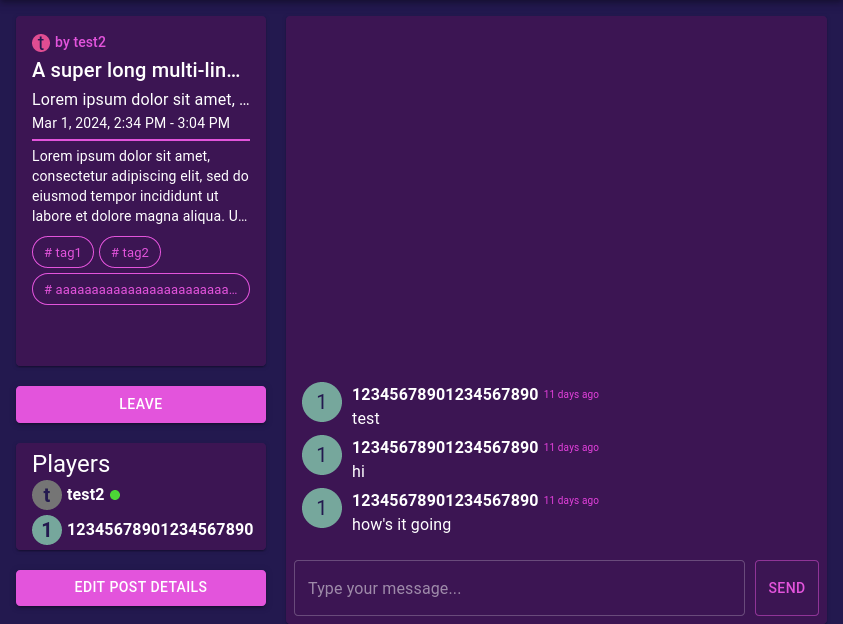 t by test2
A super long multi-lin…
Lorem ipsum dolor sit amet, …
Mar 1, 2024, 2:34 PM - 3:04 PM
Lorem ipsum dolor sit amet,
consectetur adipiscing elit, sed do
eiusmod tempor incididunt ut
labore et dolore magna aliqua. U…
# tag1 # tag2
# aaaaaaaaaaaaaaaaaaaaaaaa…
LEAVE
Players
t test2
1 12345678901234567890
EDIT POST DETAILS
1 12345678901234567890 11 days ago
test
1 12345678901234567890 11 days ago
hi
1 12345678901234567890 11 days ago
how's it going
Type your message... SEND